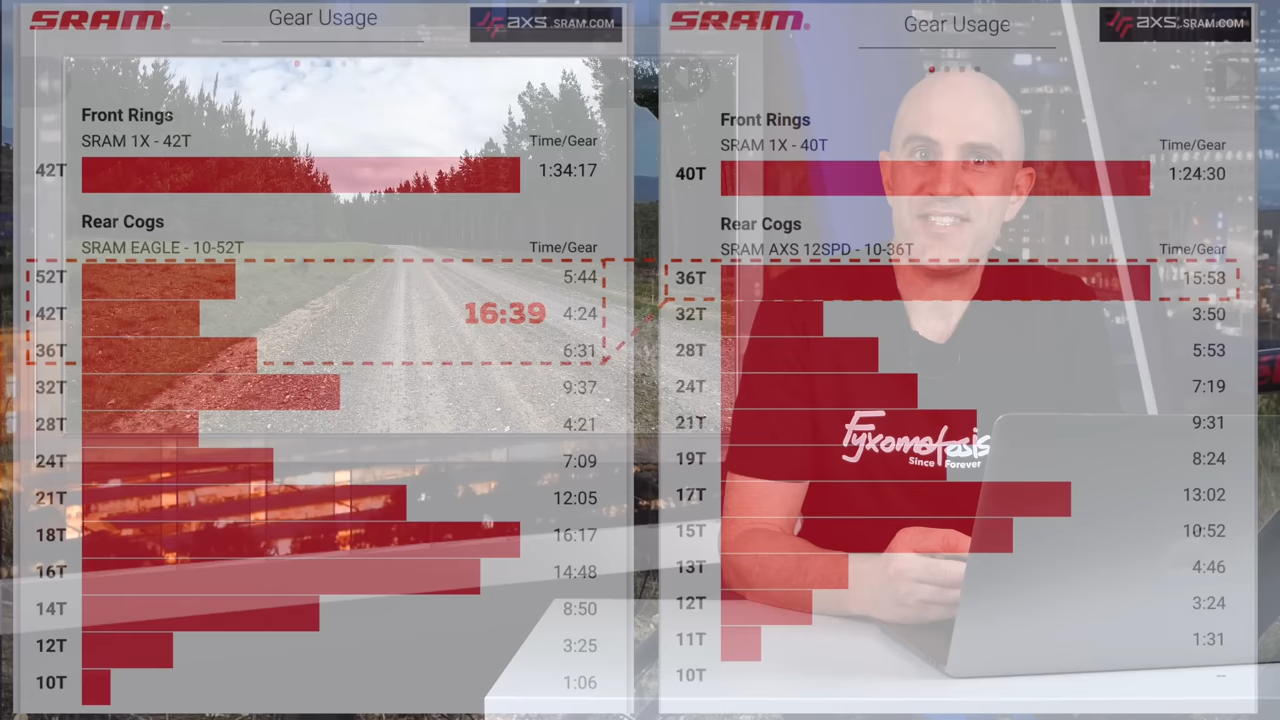 SRAM
Gear Usage
axs.SRAM.COM
Front Rings
SRAM 1X - 42T
Time/Gear
42T
1:34:17
Rear Cogs
SRAM EAGLE - 10-52T
Time/Gear
52T
5:44
42T
16:39
4:24
36T
6:31
32T
9:37
28T
4:21
24T
7:09
21T
12:05
18T
16:17
16T
14:48
14T
8:50
12T
3:25
10T
1:06
SRAM
Gear Usage
axs.SRAM.COM
Front Rings
SRAM 1X - 40T
Time/Gear
40T
1:24:30
Rear Cogs
SRAM AXS 12SPD - 10-36T
Time/Gear
36T
15:58
32T
3:50
28T
5:53
24T
7:19
21T
9:31
19T
8:24
17T
13:02
15T
10:52
13T
4:46
12T
3:24
11T
1:31
10T
--
Fyxomatosis
Since Forever